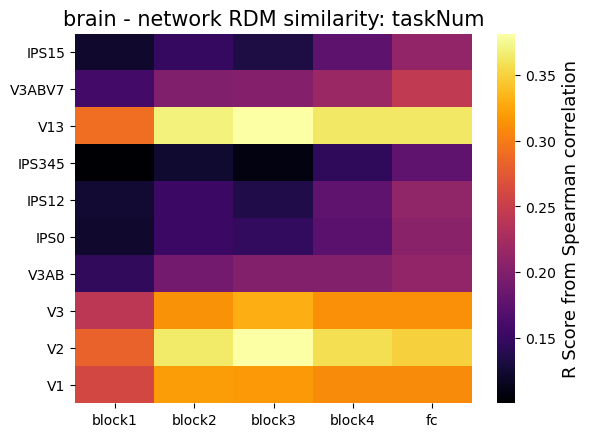 brain - network RDM similarity: taskNum
IPS15
V3ABV7
V13
IPS345
IPS12
IPS0
V3AB
V3
V2
V1
block1 block2 block3 block4 fc
0.35
0.30
0.25
0.20
0.15
R Score from Spearman correlation